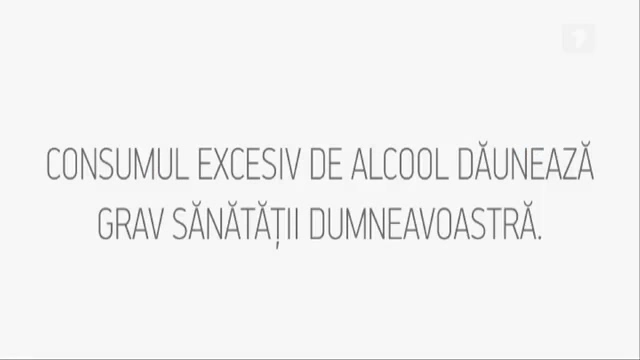 CONSUMUL EXCESIV DE ALCOOL DĂUNEAZĂ
GRAV SĂNĂTĂȚII DUMNEAVOASTRĂ.